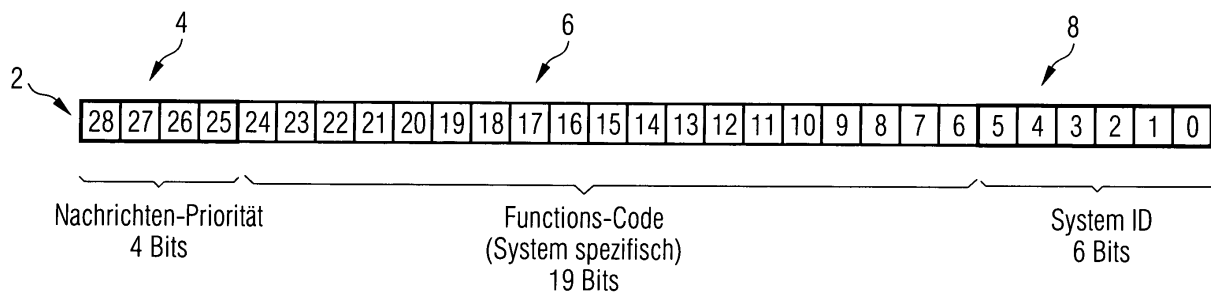 4 6 8
2
28 27 26 25 24 23 22 21 20 19 18 17 16 15 14 13 12 11 10 9 8 7 6 5 4 3 2 1 0
Nachrichten-Priorität
4 Bits
Functions-Code
(System spezifisch)
19 Bits
System ID
6 Bits